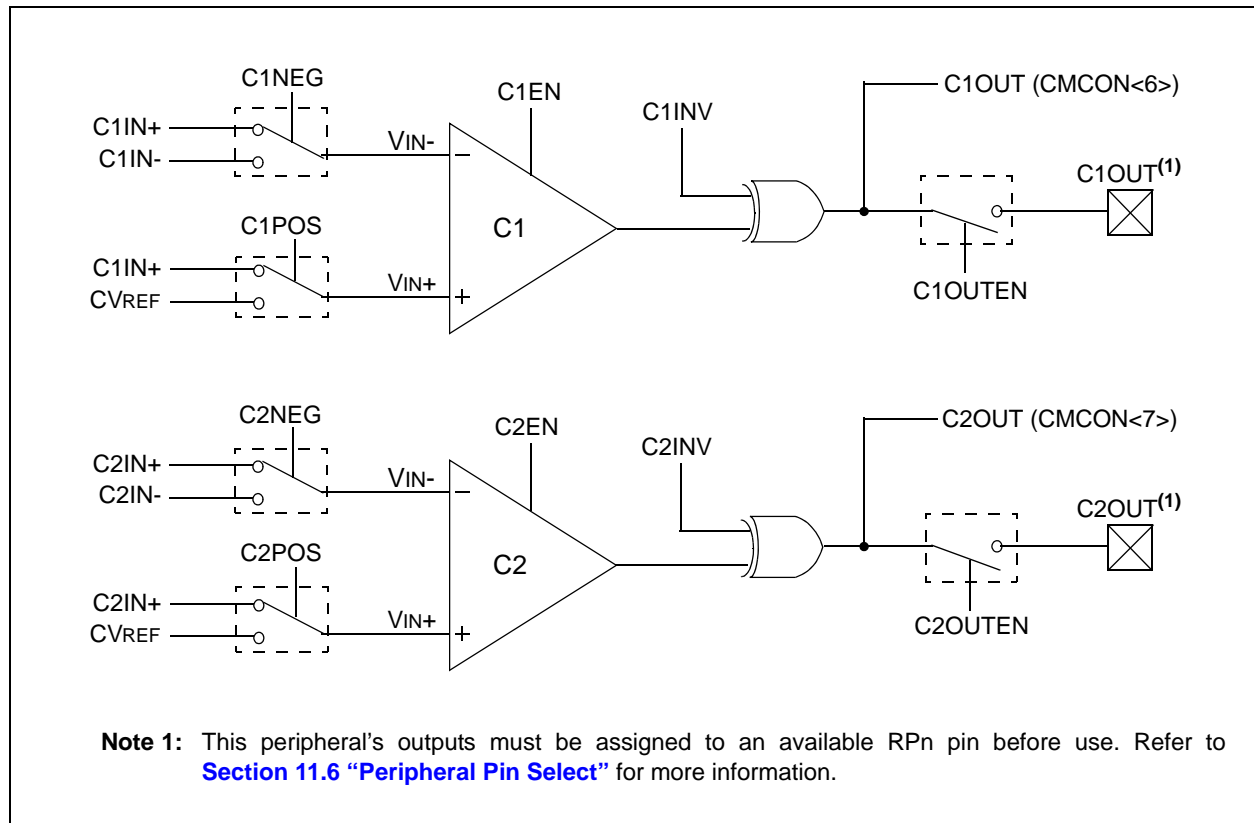 C1NEG
C1EN
C1OUT (CMCON<6>)
C1INV
C1IN+
VIN-
C1IN-
–
C1OUT(1)
C1POS
C1
C1IN+
VIN+
+
CVREF
C1OUTEN
C2NEG
C2EN
C2OUT (CMCON<7>)
C2INV
C2IN+
VIN-
C2IN-
–
C2OUT(1)
C2POS
C2
C2IN+
VIN+
+
CVREF
C2OUTEN
Note 1: This peripheral's outputs must be assigned to an available RPn pin before use. Refer to
Section 11.6 “Peripheral Pin Select” for more information.